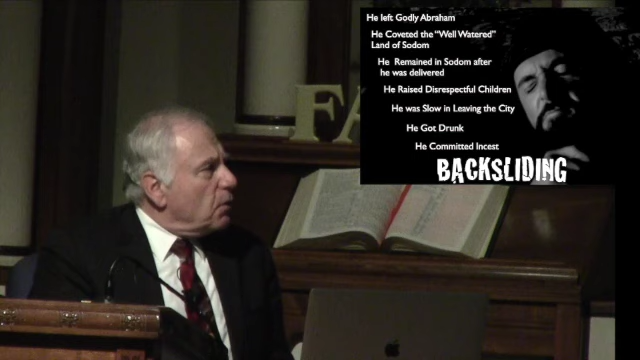 He left Godly Abraham
He Coveted the "Well Watered"
Land of Sodom
He Remained in Sodom after
he was delivered
He Raised Disrespectful Children
He was Slow in Leaving the City
He Got Drunk
He Committed Incest
BACKSLIDING
FA